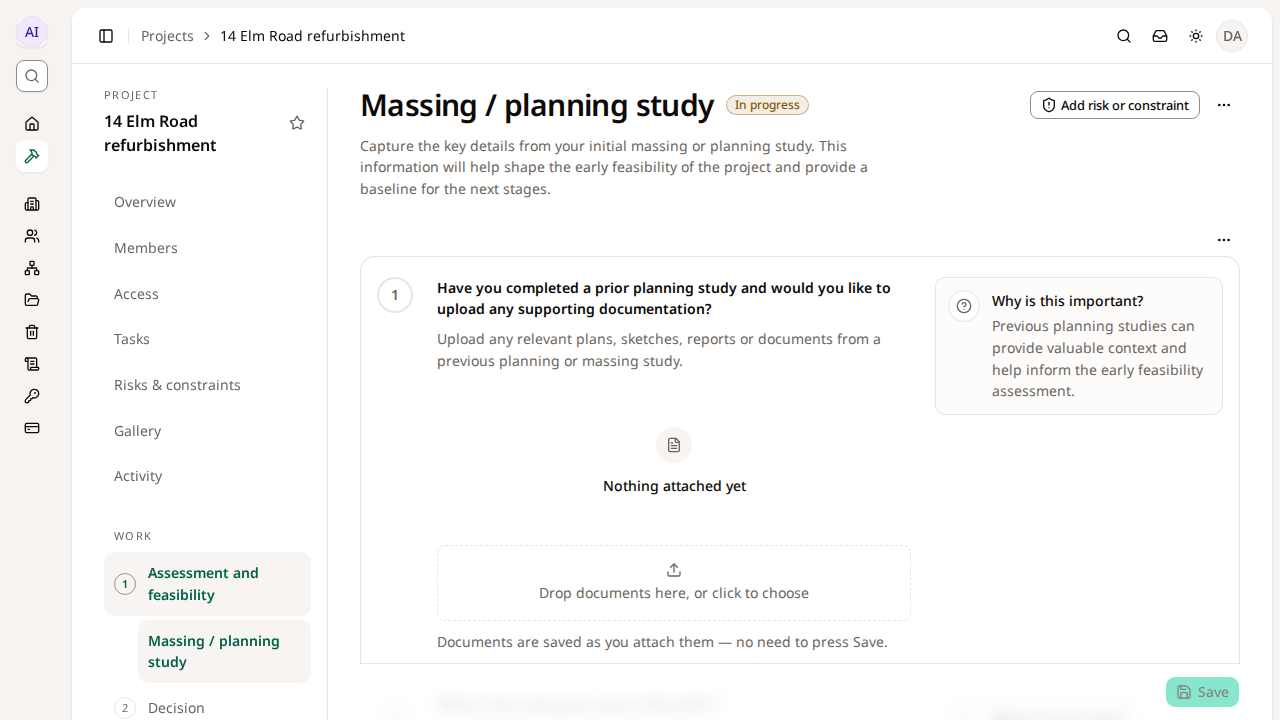 AI
Projects
14 Elm Road refurbishment
DA
PROJECT
14 Elm Road
refurbishment
Overview
Members
Access
Tasks
Risks & constraints
Gallery
Activity
WORK
1
Assessment and
feasibility
Massing / planning
study
2
Decision
Massing / planning study
In progress
Add risk or constraint
Capture the key details from your initial massing or planning study. This
information will help shape the early feasibility of the project and provide a
baseline for the next stages.
1
Have you completed a prior planning study and would you like to
upload any supporting documentation?
Upload any relevant plans, sketches, reports or documents from a
previous planning or massing study.
Why is this important?
Previous planning studies can
provide valuable context and
help inform the early feasibility
assessment.
Nothing attached yet
Drop documents here, or click to choose
Documents are saved as you attach them — no need to press Save.
Save